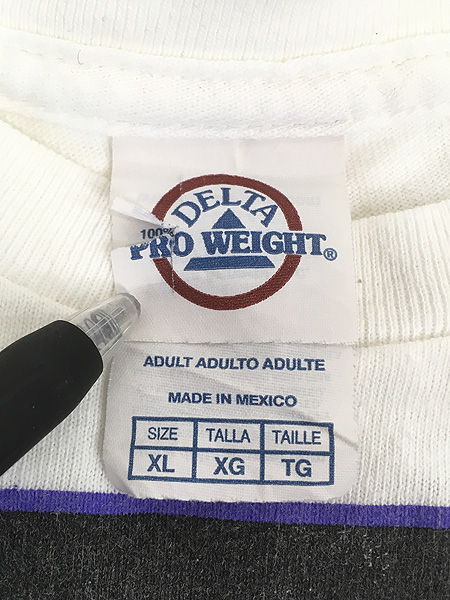 DELTA
100%
PRO WEIGHT®
ADULT ADULTO ADULTE
MADE IN MEXICO
SIZE TALLA TAILLE
XL XG TG